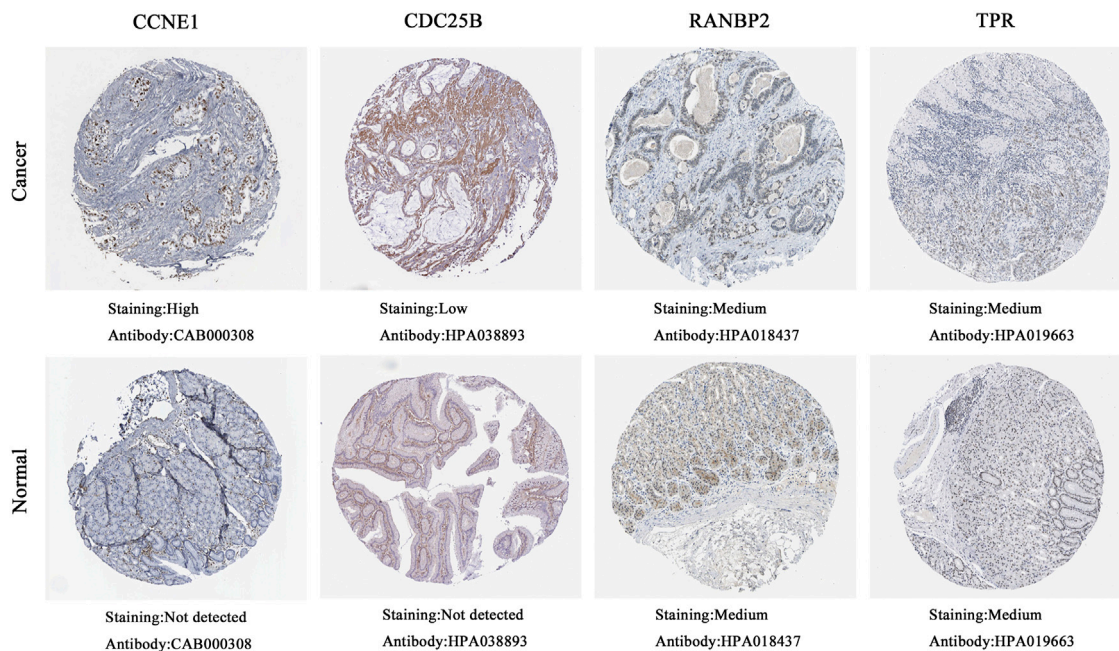 CCNE1 CDC25B RANBP2 TPR
Cancer
Staining:High Staining:Low Staining:Medium Staining:Medium
Antibody:CAB000308 Antibody:HPA038893 Antibody:HPA018437 Antibody:HPA019663
Normal
Staining:Not detected Staining:Not detected Staining:Medium Staining:Medium
Antibody:CAB000308 Antibody:HPA038893 Antibody:HPA018437 Antibody:HPA019663